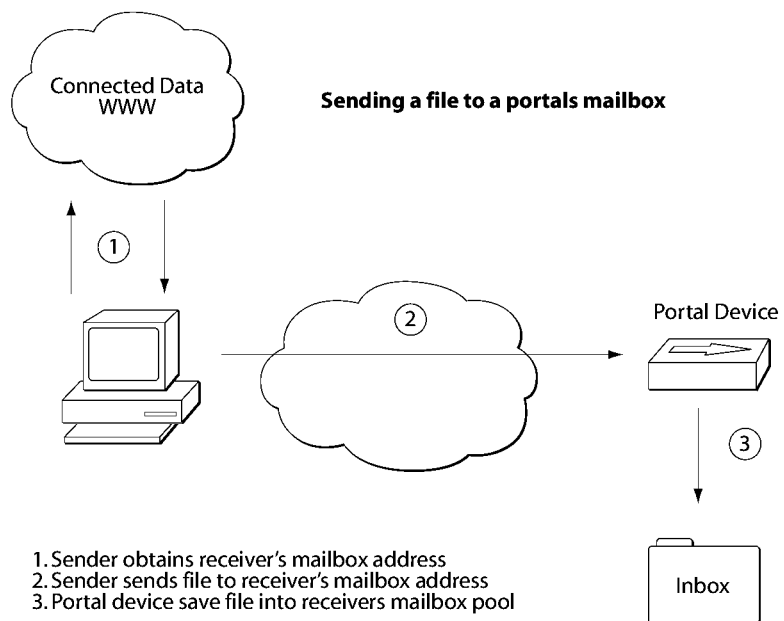 Connected Data
WWW
Sending a file to a portals mailbox
1
2
Portal Device
3
1. Sender obtains receiver's mailbox address
2. Sender sends file to receiver's mailbox address
3. Portal device save file into receivers mailbox pool
Inbox